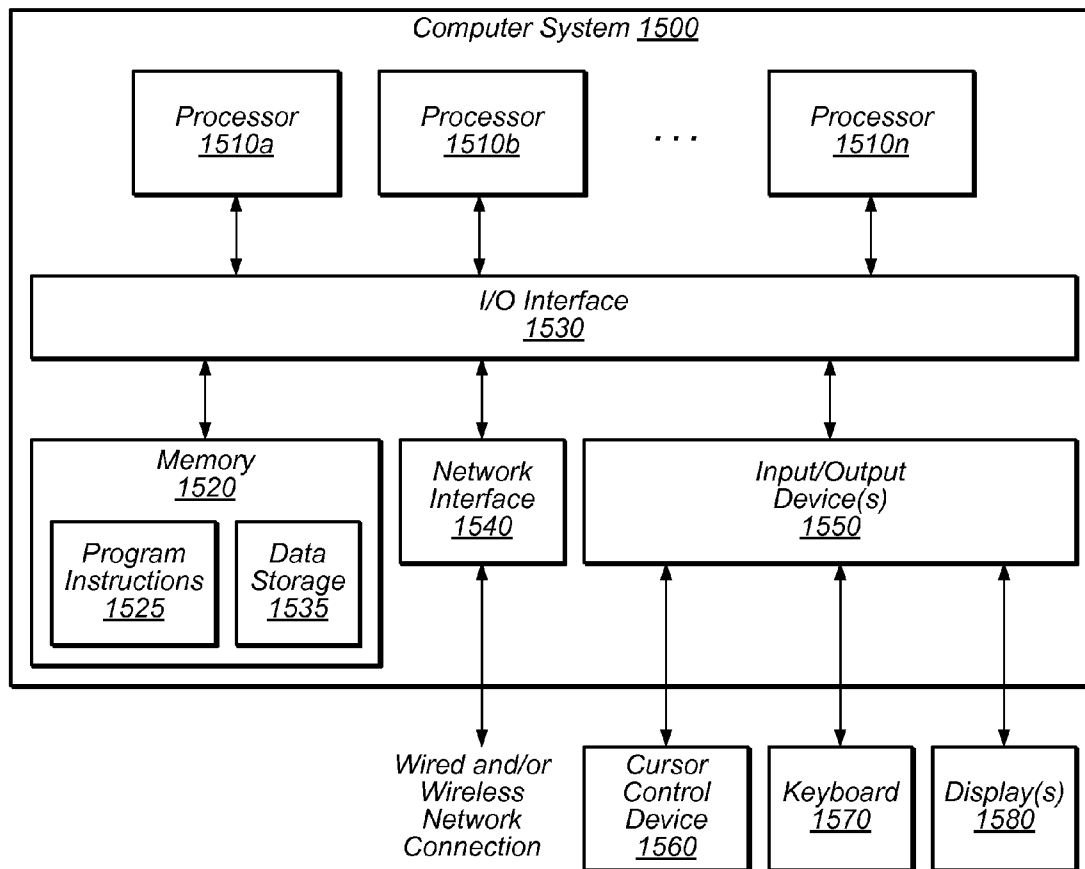 Computer System 1500
Processor
1510a
Processor
1510b
. . .
Processor
1510n
I/O Interface
1530
Memory
1520
Program
Instructions
1525
Data
Storage
1535
Network
Interface
1540
Input/Output
Device(s)
1550
Wired and/or
Wireless
Network
Connection
Cursor
Control
Device
1560
Keyboard
1570
Display(s)
1580